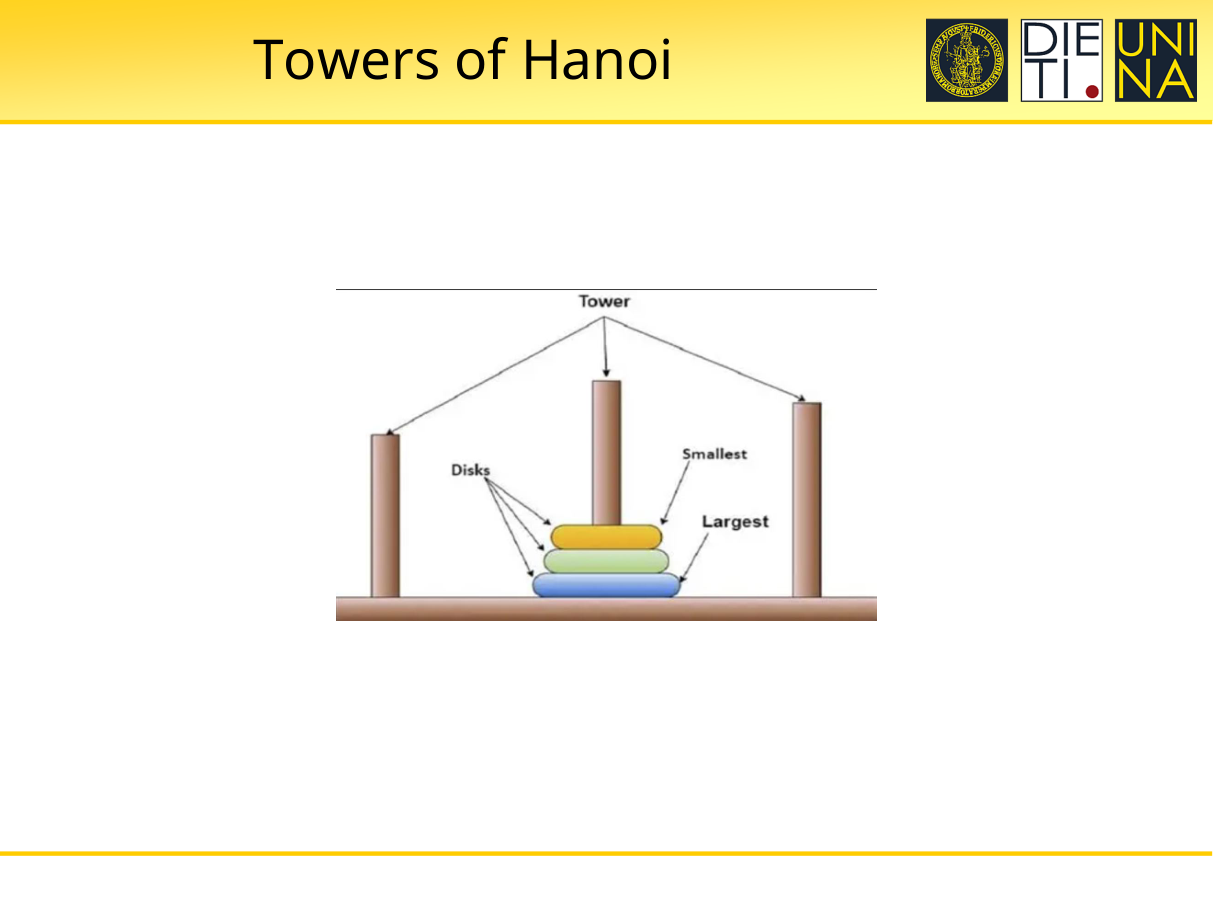 Towers of Hanoi
DIE
TI.
UNI
NA
Tower
Smallest
Disks
Largest